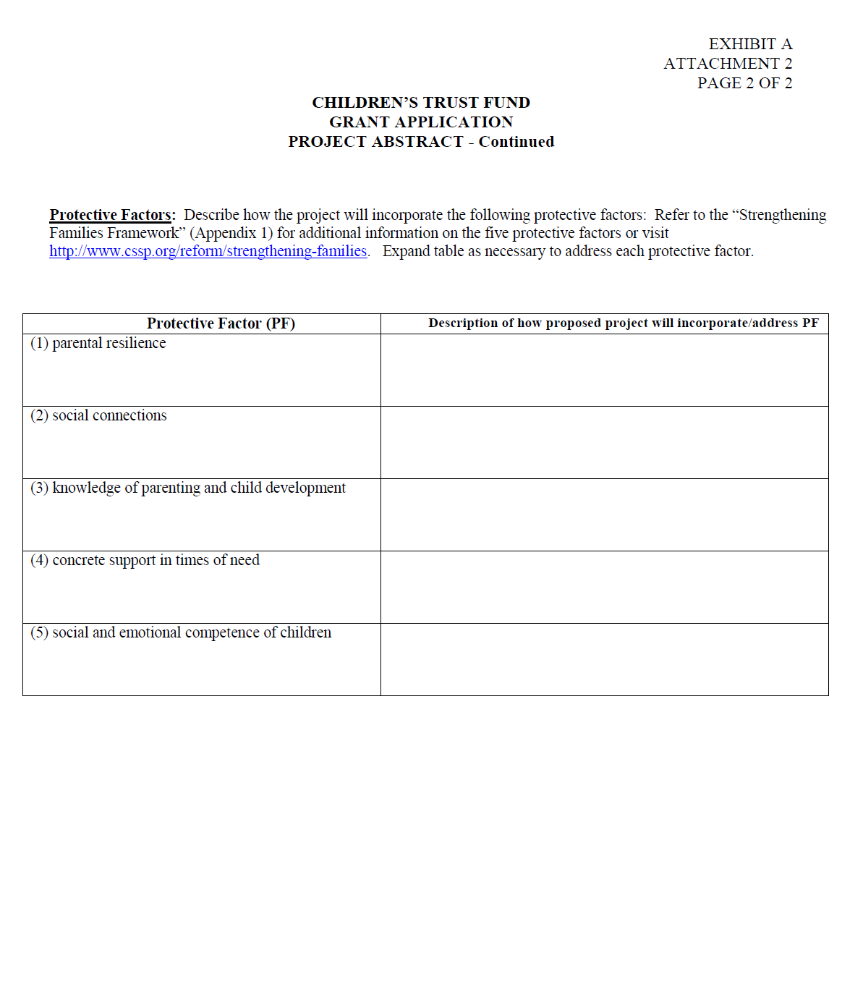 EXHIBIT A
ATTACHMENT 2
PAGE 2 OF 2
CHILDREN’S TRUST FUND
GRANT APPLICATION
PROJECT ABSTRACT - Continued
Protective Factors:  Describe how the project will incorporate the following protective factors:  Refer to the “Strengthening
Families Framework” (Appendix 1) for additional information on the five protective factors or visit
http://www.cssp.org/reform/strengthening-families.   Expand table as necessary to address each protective factor.
Protective Factor (PF)
Description of how proposed project will incorporate/address PF
(1) parental resilience
(2) social connections
(3) knowledge of parenting and child development
(4) concrete support in times of need
(5) social and emotional competence of children